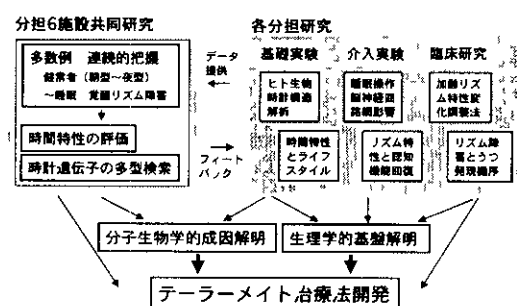 分担6施設共同研究
多数例 連続的把握
健常者(朝型～夜型)
～睡眠 覚醒リズム障害
時間特性の評価
時計遺伝子の多型検索
データ
提供
フィート
バック
各分担研究
基礎実験
介入実験
臨床研究
ヒト生物
時計構造
解析
睡眠操作
脳神経回
路網影響
加齢リズ
ム特性変
化調整法
時間特性
とライフ
スタイル
リズム特
性と認知
機能回復
リズム障
害とうつ
発現機序
分子生物学的成因解明
生理学的基盤解明
テーラーメイト治療法開発